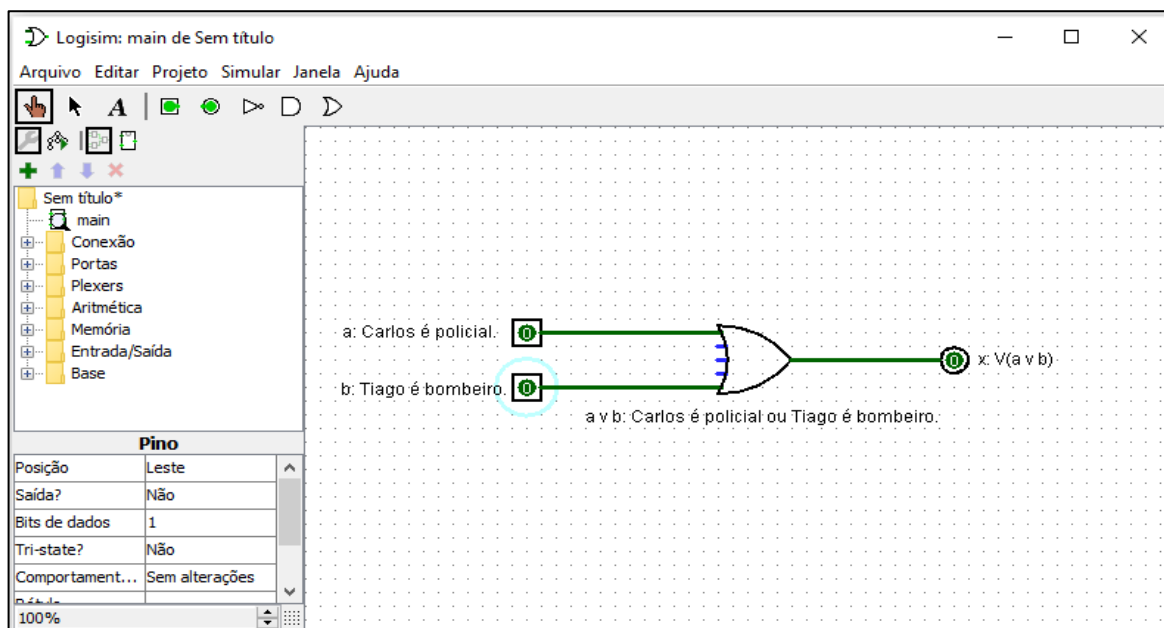 Logisim: main de Sem título
Arquivo Editar Projeto Simular Janela Ajuda
A
Sem título*
main
Conexão
Portas
Plexers
Aritmética
Memória
Entrada/Saída
Base
Pino
Posição Leste
Saída? Não
Bits de dados 1
Tri-state? Não
Comportament... Sem alterações
100%
a: Carlos é policial. 0
0 x: V(a v b)
b: Tiago é bombeiro. 0
a v b: Carlos é policial ou Tiago é bombeiro.